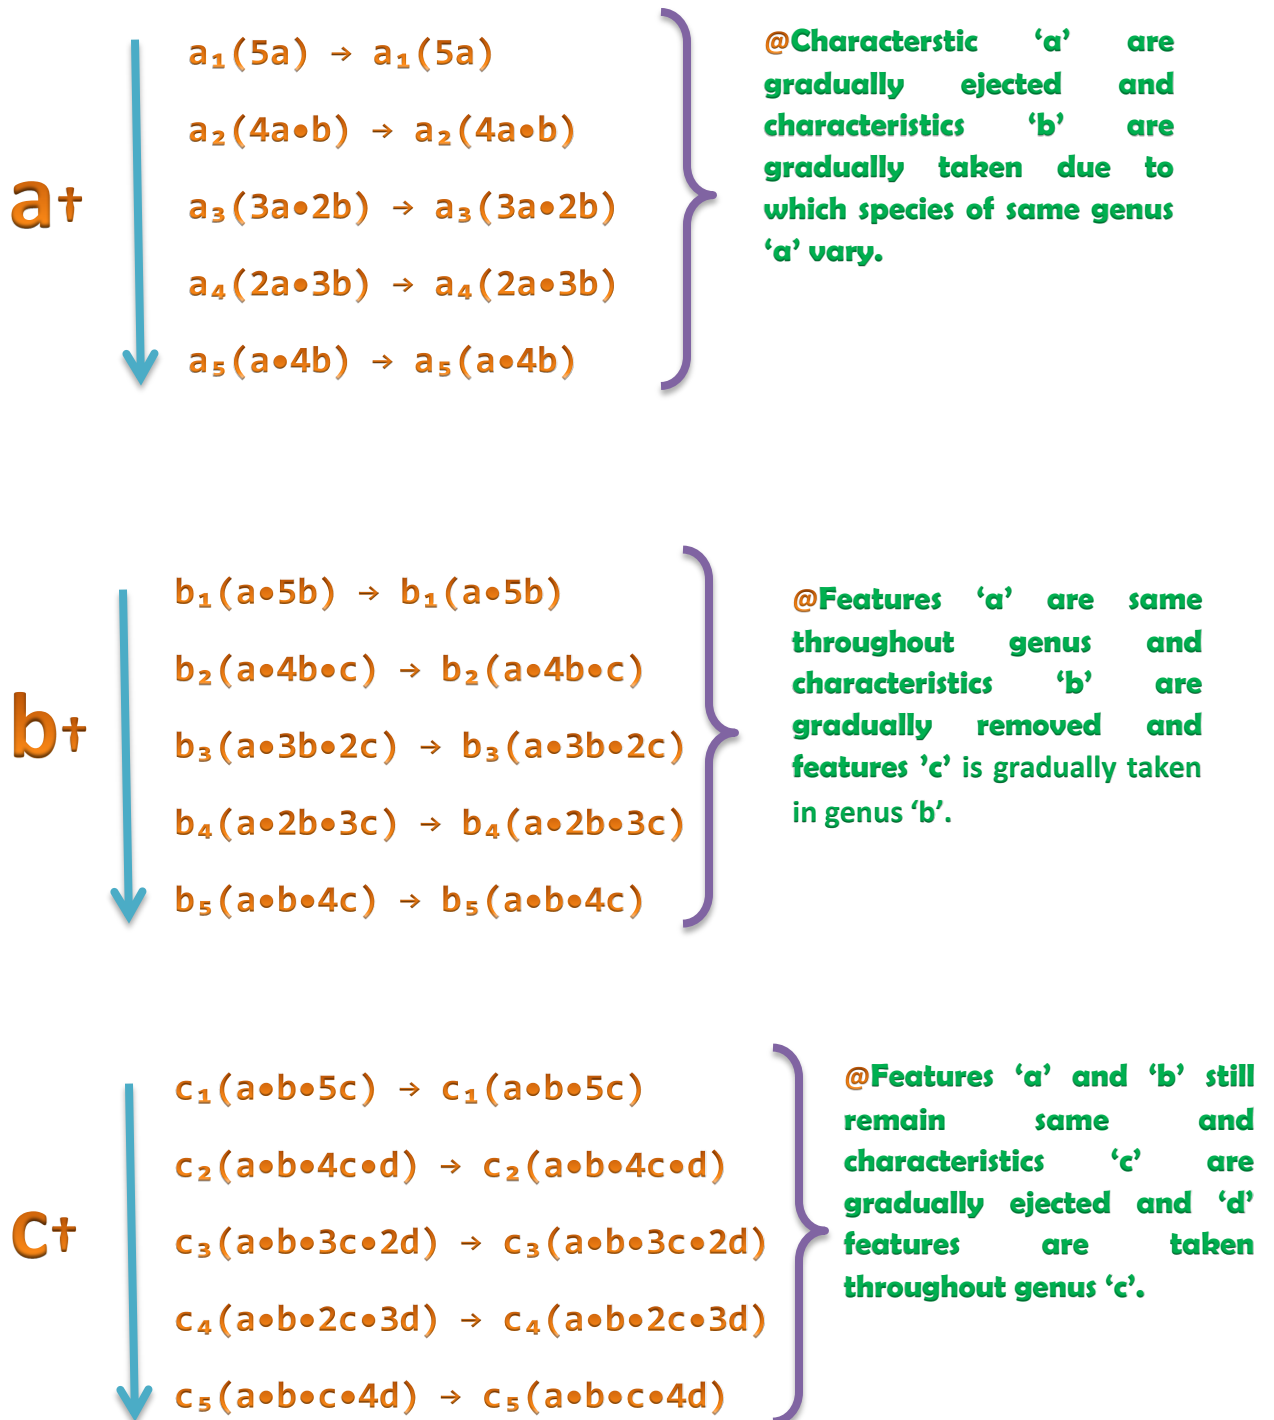 a†
a₁(5a) → a₁(5a)
a₂(4a•b) → a₂(4a•b)
a₃(3a•2b) → a₃(3a•2b)
a₄(2a•3b) → a₄(2a•3b)
a₅(a•4b) → a₅(a•4b)
@Characterstic ‘a’ are
gradually ejected and
characteristics ‘b’ are
gradually taken due to
which species of same genus
‘a’ vary.
b†
b₁(a•5b) → b₁(a•5b)
b₂(a•4b•c) → b₂(a•4b•c)
b₃(a•3b•2c) → b₃(a•3b•2c)
b₄(a•2b•3c) → b₄(a•2b•3c)
b₅(a•b•4c) → b₅(a•b•4c)
@Features ‘a’ are same
throughout genus and
characteristics ‘b’ are
gradually removed and
features ’c’ is gradually taken
in genus ‘b’.
c†
c₁(a•b•5c) → c₁(a•b•5c)
c₂(a•b•4c•d) → c₂(a•b•4c•d)
c₃(a•b•3c•2d) → c₃(a•b•3c•2d)
c₄(a•b•2c•3d) → c₄(a•b•2c•3d)
c₅(a•b•c•4d) → c₅(a•b•c•4d)
@Features ‘a’ and ‘b’ still
remain same and
characteristics ‘c’ are
gradually ejected and ‘d’
features are taken
throughout genus ‘c’.